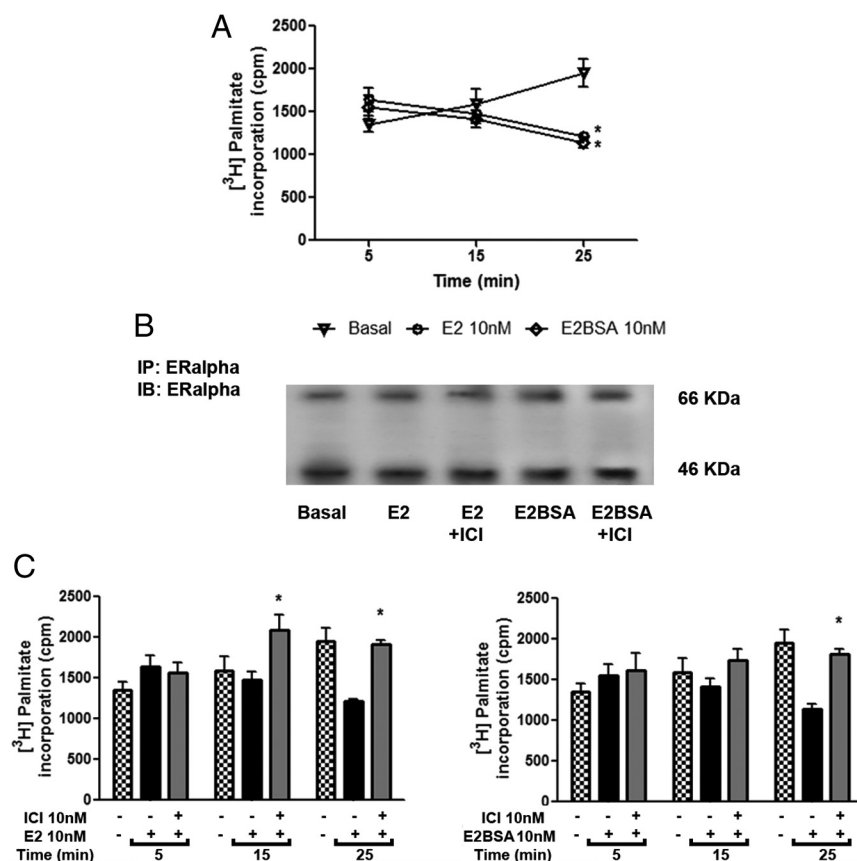 A
[³H] Palmitate
incorporation (cpm)
2500
2000
1500
1000
500
0
*
*
5 15 25
Time (min)
Basal E2 10nM E2BSA 10nM
B
IP: ERalpha
IB: ERalpha
66 KDa
46 KDa
Basal E2 E2 E2BSA E2BSA
+ICI +ICI
C
[³H] Palmitate
incorporation (cpm)
2500
2000
1500
1000
500
0
*
*
ICI 10nM - - + - - + - - +
E2 10nM - + + - + + - + +
Time (min) 5 15 25
[³H] Palmitate
incorporation (cpm)
2500
2000
1500
1000
500
0
*
ICI 10nM - - + - - + - - +
E2BSA 10nM - + + - + + - + +
Time (min) 5 15 25